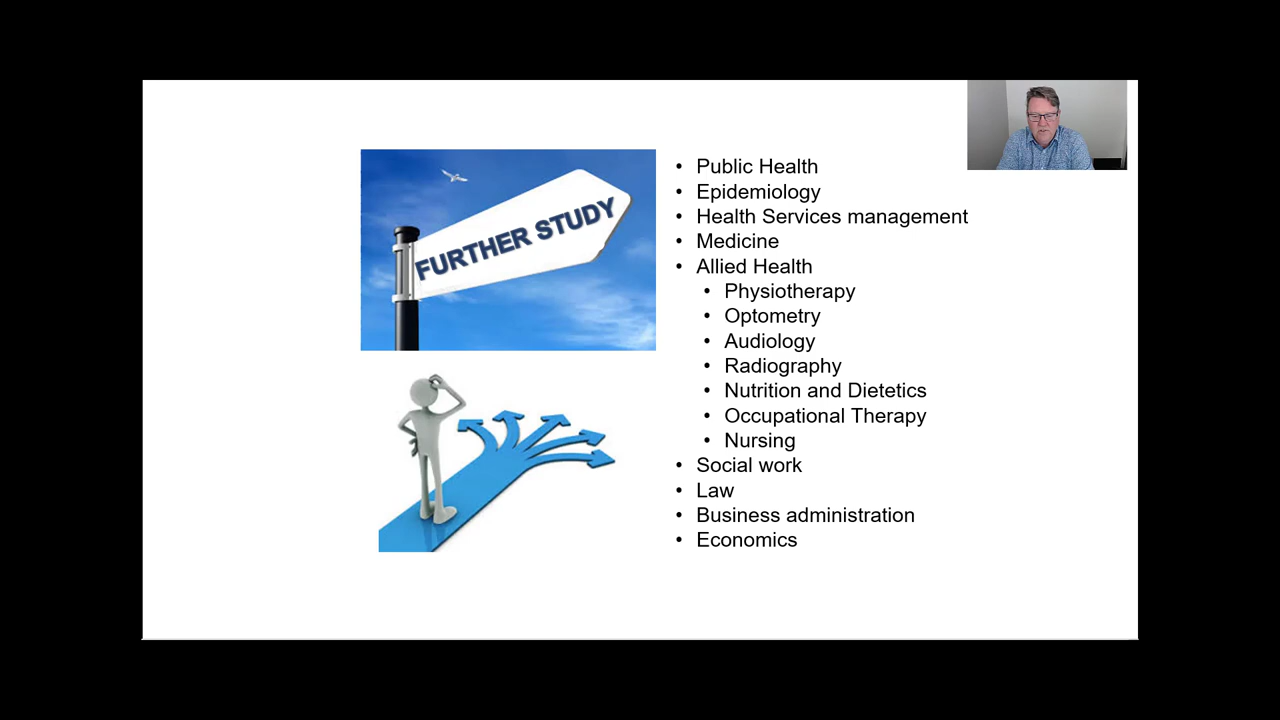 FURTHER STUDY
• Public Health
• Epidemiology
• Health Services management
• Medicine
• Allied Health
• Physiotherapy
• Optometry
• Audiology
• Radiography
• Nutrition and Dietetics
• Occupational Therapy
• Nursing
• Social work
• Law
• Business administration
• Economics